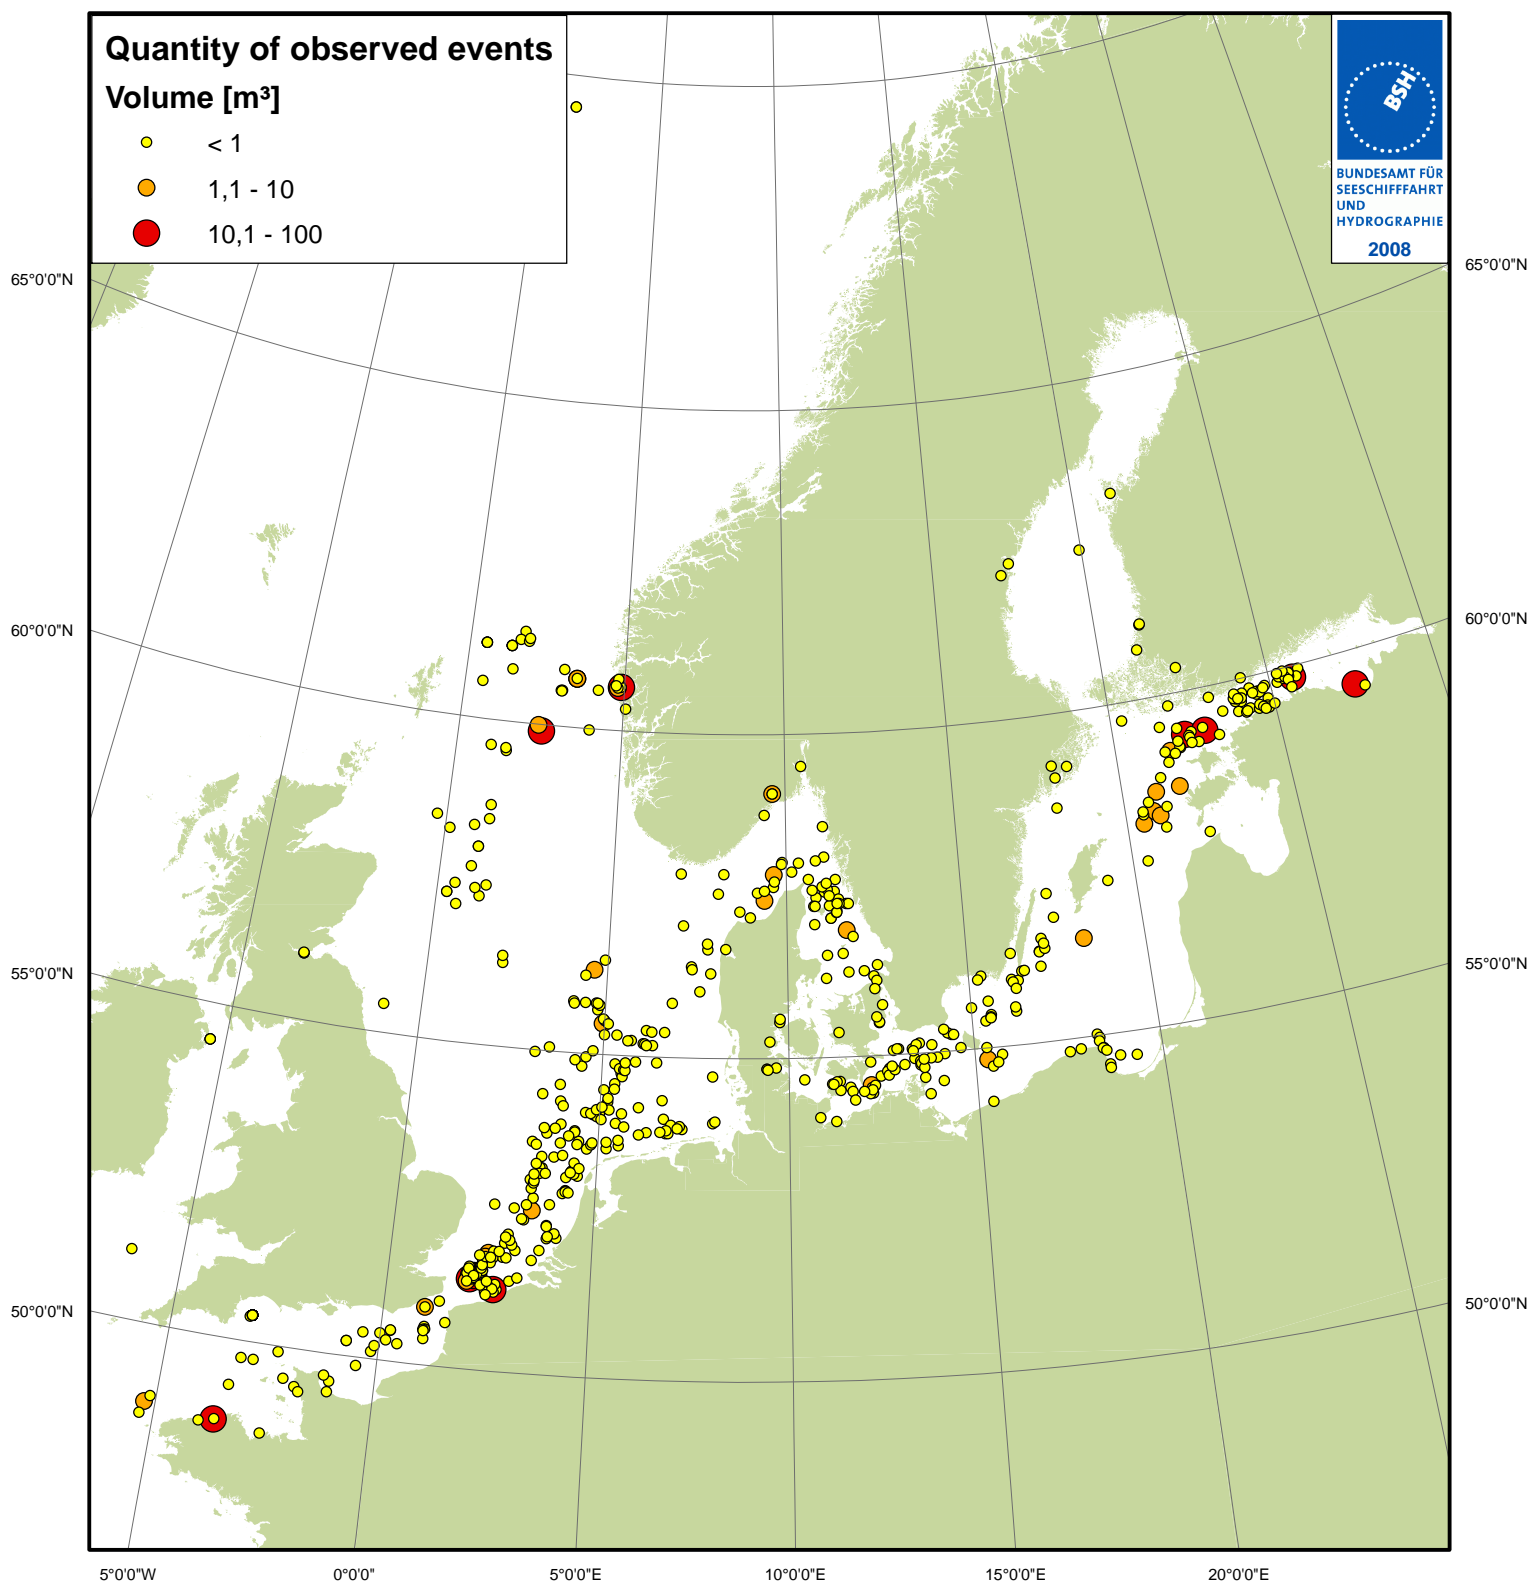 Quantity of observed events
Volume [m³]
< 1
1,1 - 10
10,1 - 100
BSH
BUNDESAMT FÜR
SEESCHIFFFAHRT
UND
HYDROGRAPHIE
2008
65°0'0"N
65°0'0"N
60°0'0"N
60°0'0"N
55°0'0"N
55°0'0"N
50°0'0"N
50°0'0"N
5°0'0"W
0°0'0"
5°0'0"E
10°0'0"E
15°0'0"E
20°0'0"E